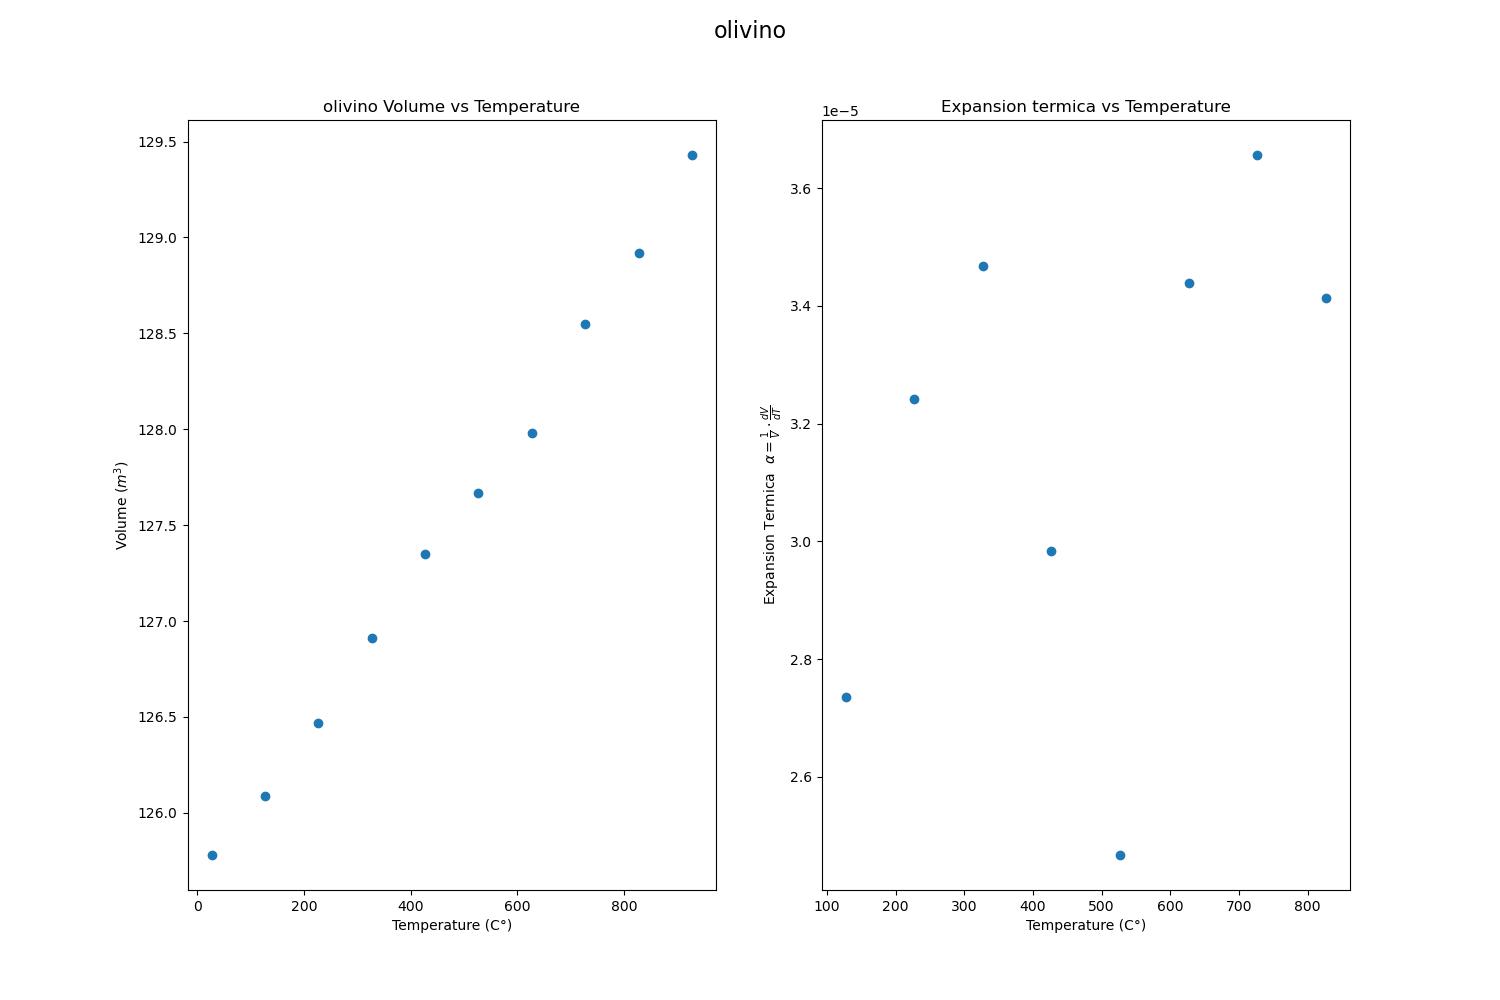 olivino
olivino Volume vs Temperature
Volume (m³)
129.5
129.0
128.5
128.0
127.5
127.0
126.5
126.0
0 200 400 600 800
Temperature (C°)
Expansion termica vs Temperature
1e−5
Expansion Termica α = 1/V · dV/dT
3.6
3.4
3.2
3.0
2.8
2.6
100 200 300 400 500 600 700 800
Temperature (C°)